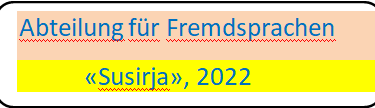 Abteilung für Fremdsprachen
«Susirja», 2022